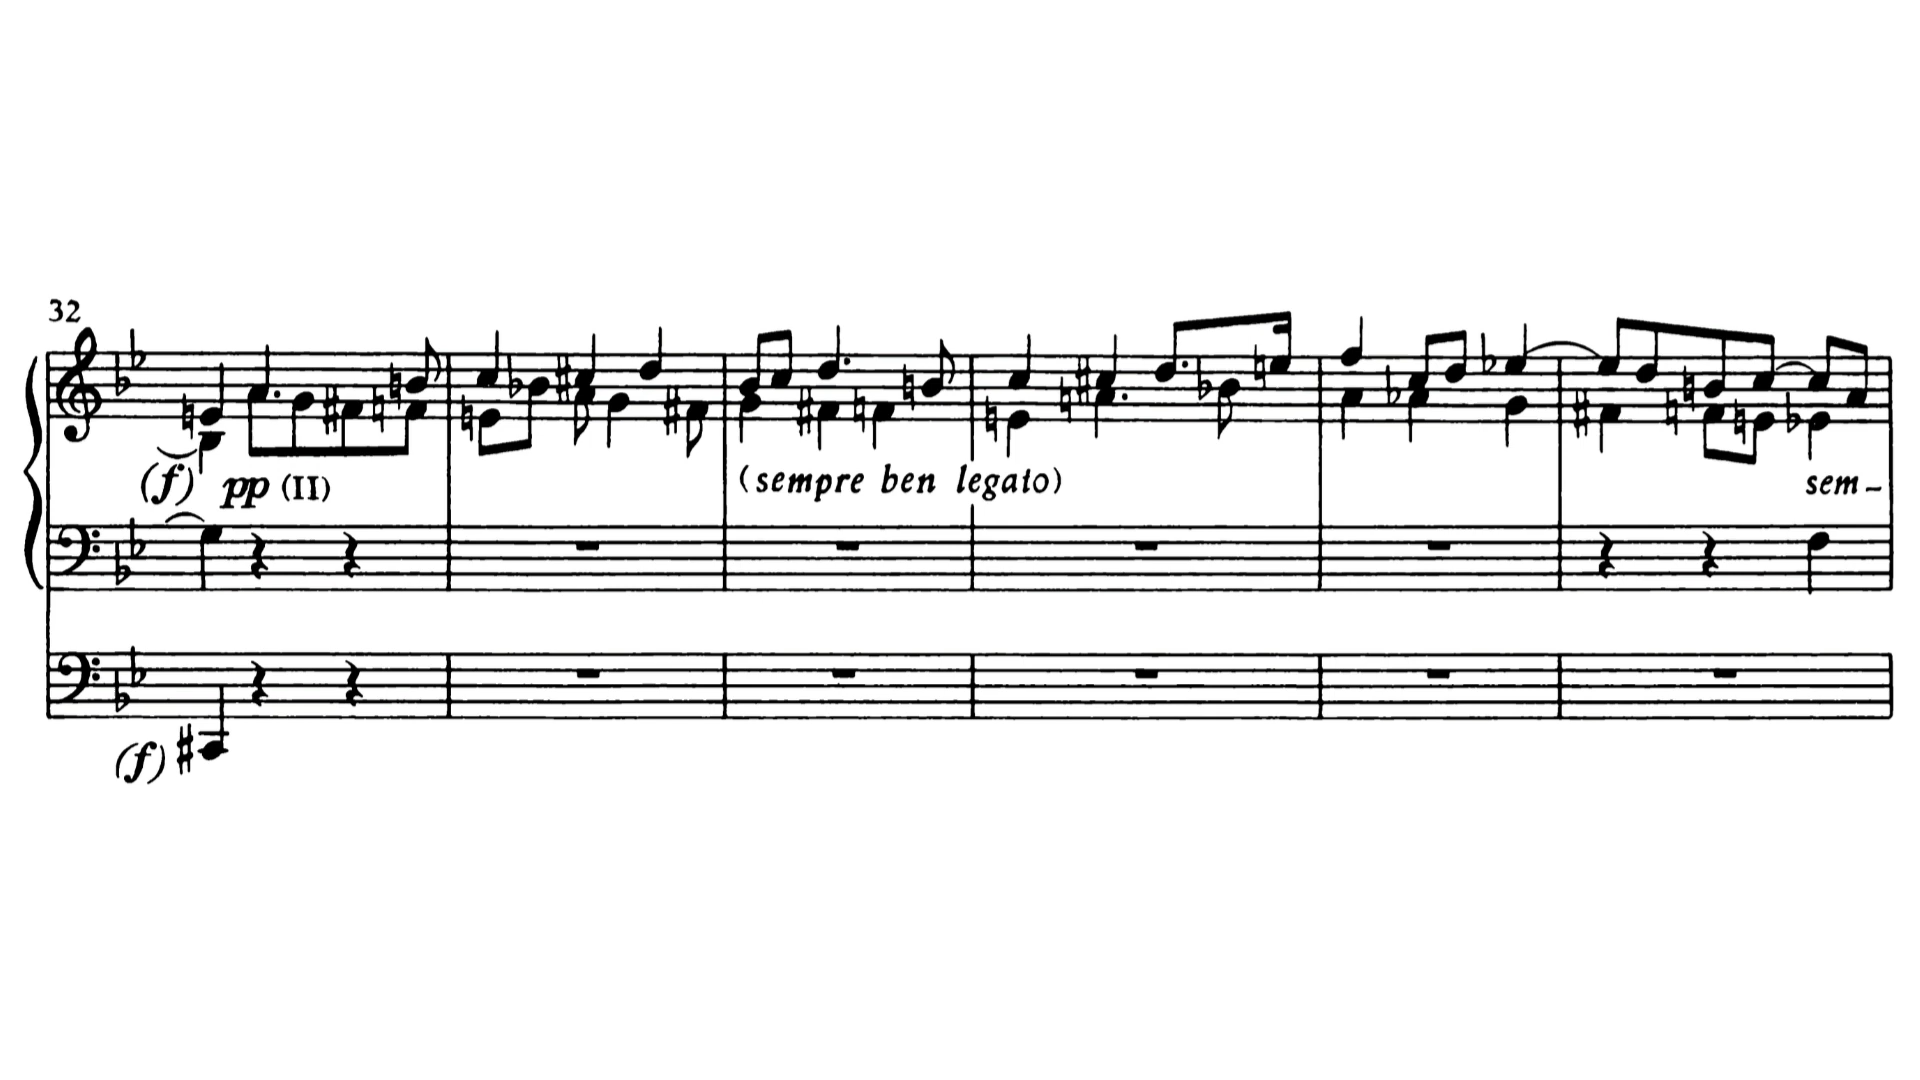 32
(f) pp (II) (sempre ben legato) sem-
(f)